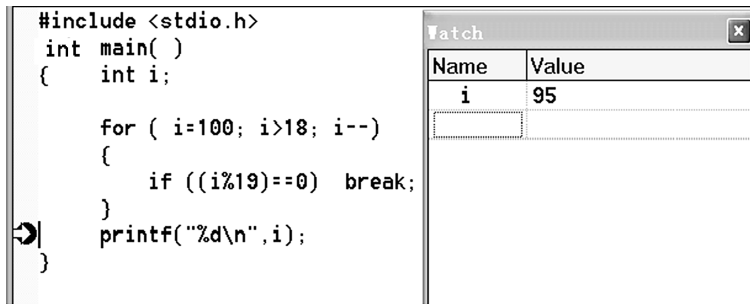 #include <stdio.h>
int main( )
{ int i;
for ( i=100; i>18; i--)
{
if ((i%19)==0) break;
}
printf("%d\n",i);
}
Watch
Name Value
i 95